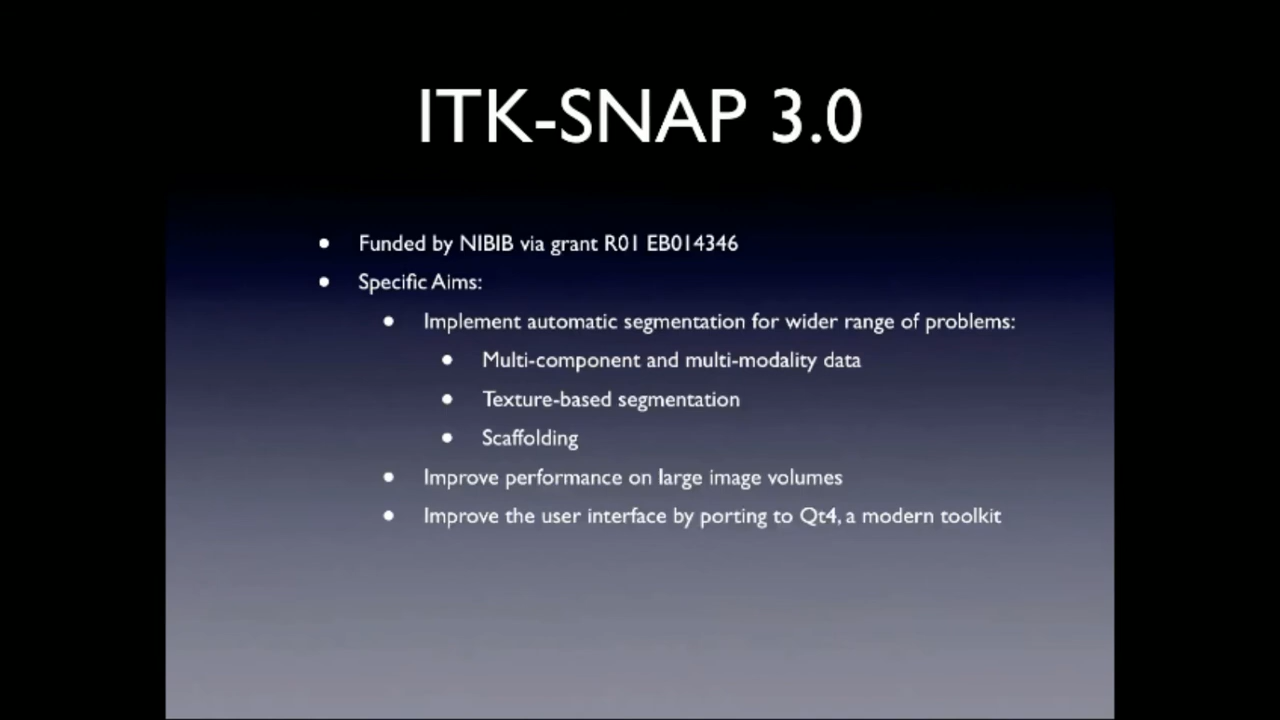 ITK-SNAP 3.0
• Funded by NIBIB via grant R01 EB014346
• Specific Aims:
• Implement automatic segmentation for wider range of problems:
• Multi-component and multi-modality data
• Texture-based segmentation
• Scaffolding
• Improve performance on large image volumes
• Improve the user interface by porting to Qt4, a modern toolkit